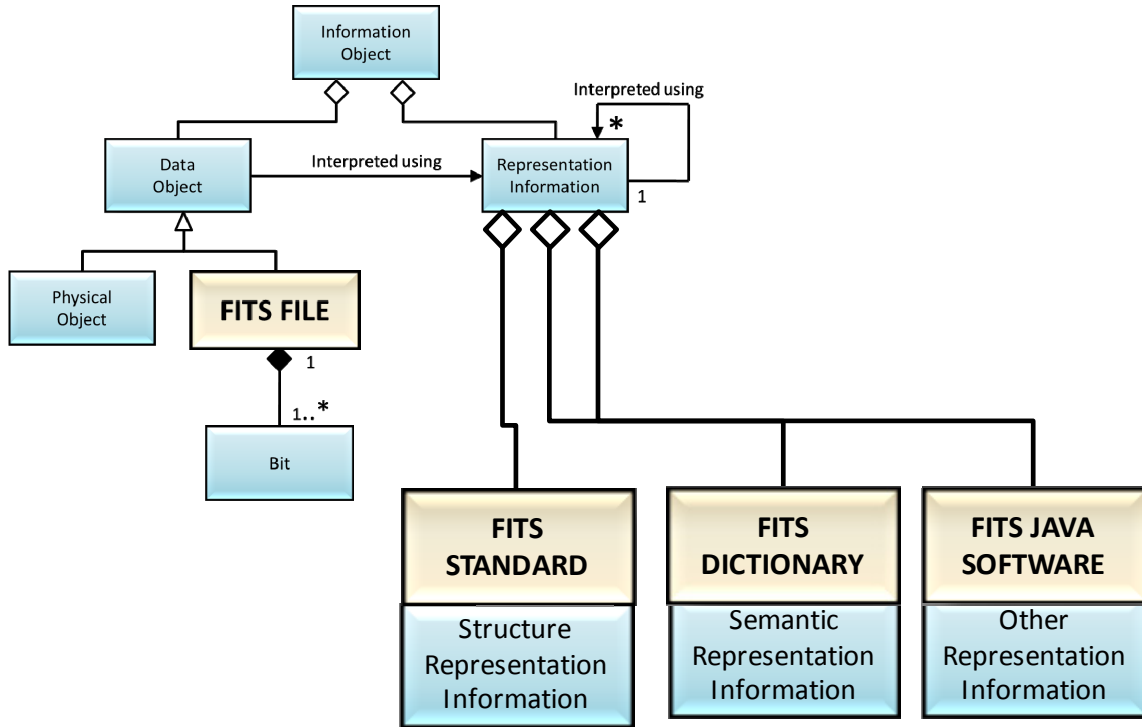 Information
Object
Interpreted using
*
Data
Object
Interpreted using
Representation
Information
1
Physical
Object
FITS FILE
1
1..*
Bit
FITS
STANDARD
Structure
Representation
Information
FITS
DICTIONARY
Semantic
Representation
Information
FITS JAVA
SOFTWARE
Other
Representation
Information